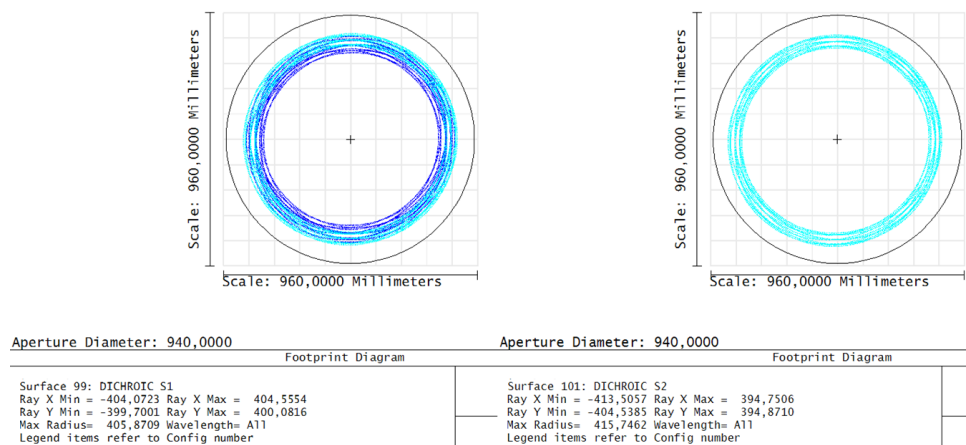 Scale: 960,0000 Millimeters
Scale: 960,0000 Millimeters
Aperture Diameter: 940,0000
Footprint Diagram
Surface 99: DICHROIC S1
Ray X Min = -404,0723 Ray X Max =  404,5554
Ray Y Min = -399,7001 Ray Y Max =  400,0816
Max Radius=  405,8709 Wavelength= All
Legend items refer to Config number
Scale: 960,0000 Millimeters
Scale: 960,0000 Millimeters
Aperture Diameter: 940,0000
Footprint Diagram
Surface 101: DICHROIC S2
Ray X Min = -413,5057 Ray X Max =  394,7506
Ray Y Min = -404,5385 Ray Y Max =  394,8710
Max Radius=  415,7462 Wavelength= All
Legend items refer to Config number